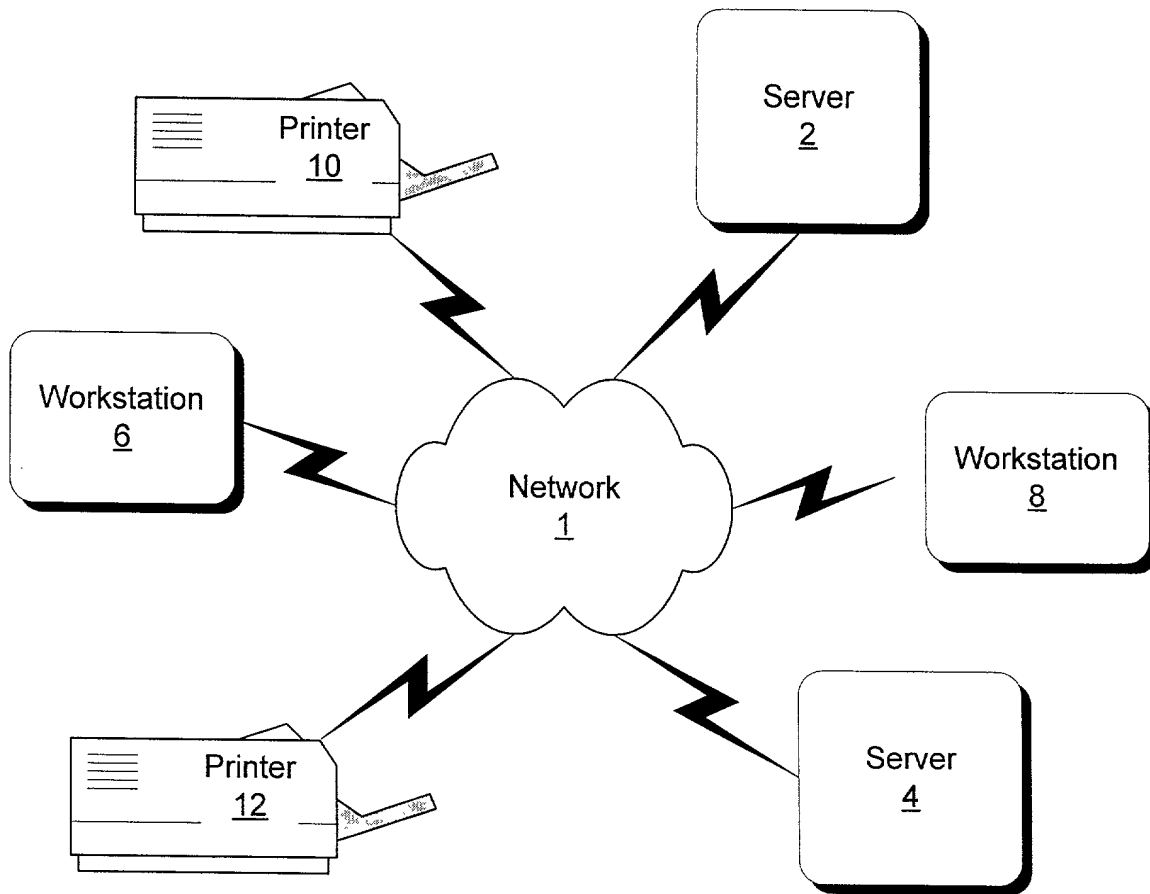 Printer
10
Server
2
Workstation
6
Network
1
Workstation
8
Printer
12
Server
4